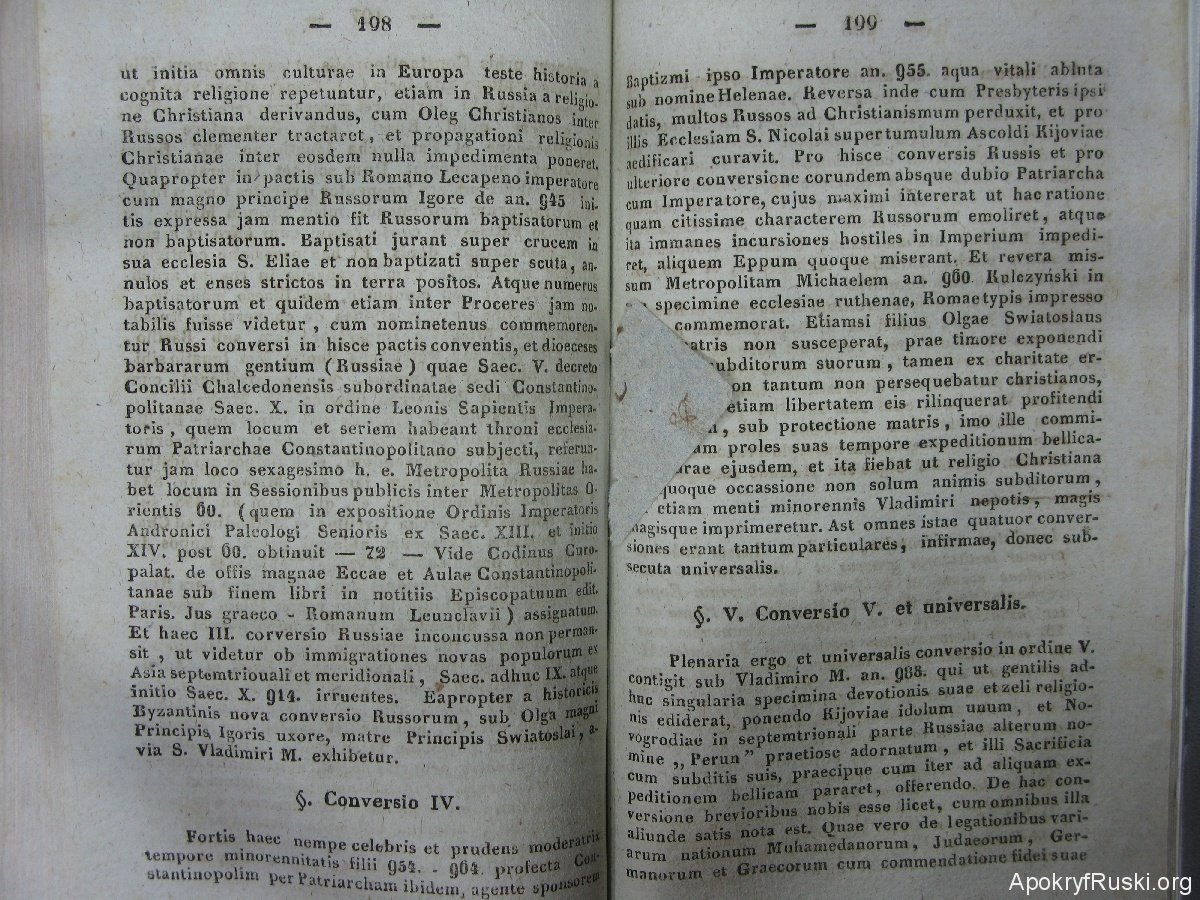 — 198 —
ut initia omnis culturae in Europa teste historia a
cognita religione repetuntur, etiam in Russia a religio-
ne Christiana derivandus, cum Oleg Christianos inter
Russos clementer tractaret, et propagationi religionis
Christianae inter eosdem nulla impedimenta poneret.
Quapropter in pactis sub Romano Lecapeno imperatore
cum magno principe Russorum Igore de an. 945 ini-
tis expressa jam mentio fit Russorum baptisatorum et
non baptisatorum. Baptisati jurant super crucem in
sua ecclesia S. Eliae et non baptizati super scuta, an-
nulos et enses strictos in terra positos. Atque numerus
baptisatorum et quidem etiam inter Proceres jam no-
tabilis fuisse videtur, cum nominetenus commemoren-
tur Russi conversi in hisce pactis conventis, et dioeceses
barbararum gentium (Russiae) quae Saec. V. decreto
Concilii Chalcedonensis subordinatae sedi Constantino-
politanae Saec. X. in ordine Leonis Sapientis Impera-
toris, quem locum et seriem habeant throni ecclesia-
rum Patriarchae Constantinopolitano subjecti, referun-
tur jam loco sexagesimo h. e. Metropolita Russiae ha-
bet locum in Sessionibus publicis inter Metropolitas O-
rientis 60. (quem in expositione Ordinis Imperatoris
Andronici Paleologi Senioris ex Saec. XIII. et initio
XIV. post 60. obtinuit — 72 — Vide Codinus Curo-
palat. de offis magnae Eccae et Aulae Constantinopoli-
tanae sub finem libri in notitiis Episcopatuum edit.
Paris. Jus graeco - Romanum Leunclavii) assignatum.
Et haec III. corversio Russiae inconcussa non perman-
sit, ut videtur ob immigrationes novas populorum ex
Asia septemtriouali et meridionali, Saec. adhuc IX. atque
initio Saec. X. 914. irruentes. Eapropter a historicis
Byzantinis nova conversio Russorum, sub Olga magni
Principis Igoris uxore, matre Principis Swiatoslai, a-
via S. Vladimiri M. exhibetur.
§. Conversio IV.
Fortis haec nempe celebris et prudens moderatrix
tempore minorennitatis filii 954. - 964. profecta Con-
stantinopolim per Patriarcham ibidem, agente sponsorem
— 199 —
Baptizmi ipso Imperatore an. 955. aqua vitali ablnta
sub nomine Helenae. Reversa inde cum Presbyteris ipsi
datis, multos Russos ad Christianismum perduxit, et pro
illis Ecclesiam S. Nicolai super tumulum Ascoldi Kijoviae
aedificari curavit. Pro hisce conversis Russis et pro
ulteriore conversione corundem absque dubio Patriarcha
cum Imperatore, cujus maximi intererat ut hac ratione
quam citissime characterem Russorum emoliret, atque
ita immanes incursiones hostiles in Imperium impedi-
ret, aliquem Eppum quoque miserant. Et revera mis-
sum Metropolitam Michaelem an. 960. Kulczyński in
specimine ecclesiae ruthenae, Romae typis impresso
commemorat. Etiamsi filius Olgae Swiatoslaus
atris non susceperat, prae timore exponendi
ubditorum suorum, tamen ex charitate er-
on tantum non persequebatur christianos,
etiam libertatem eis rilinquerat profitendi
, sub protectione matris, imo ille commi-
am proles suas tempore expeditionum bellica-
urae ejusdem, et ita fiebat ut religio Christiana
quoque occassione non solum animis subditorum,
etiam menti minorennis Vladimiri nepotis, magis
magisque imprimeretur. Ast omnes istae quatuor conver-
siones erant tantum particulares, infirmae, donec sub-
secuta universalis.
§. V. Conversio V. et universalis.
Plenaria ergo et universalis conversio in ordine V.
contigit sub Vladimiro M. an. 988. qui ut gentilis ad-
huc singularia specimina devotionis suae et zeli religio-
nis ediderat, ponendo Kijoviae idolum unum, et No-
vogrodiae in septemtrionali parte Russiae alterum no-
mine „Perun” praetiose adornatum, et illi Sacrificia
cum subditis suis, praecipue cum iter ad aliquam ex-
peditionem bellicam pararet, offerendo. De hac con-
versione brevioribus nobis esse licet, cum omnibus illa
aliunde satis nota est. Quae vero de legationibus vari-
arum nationum Muhamedanorum, Judaeorum, Ger-
manorum et Graecorum cum commendatione fidei suae
ApokryfRuski.org